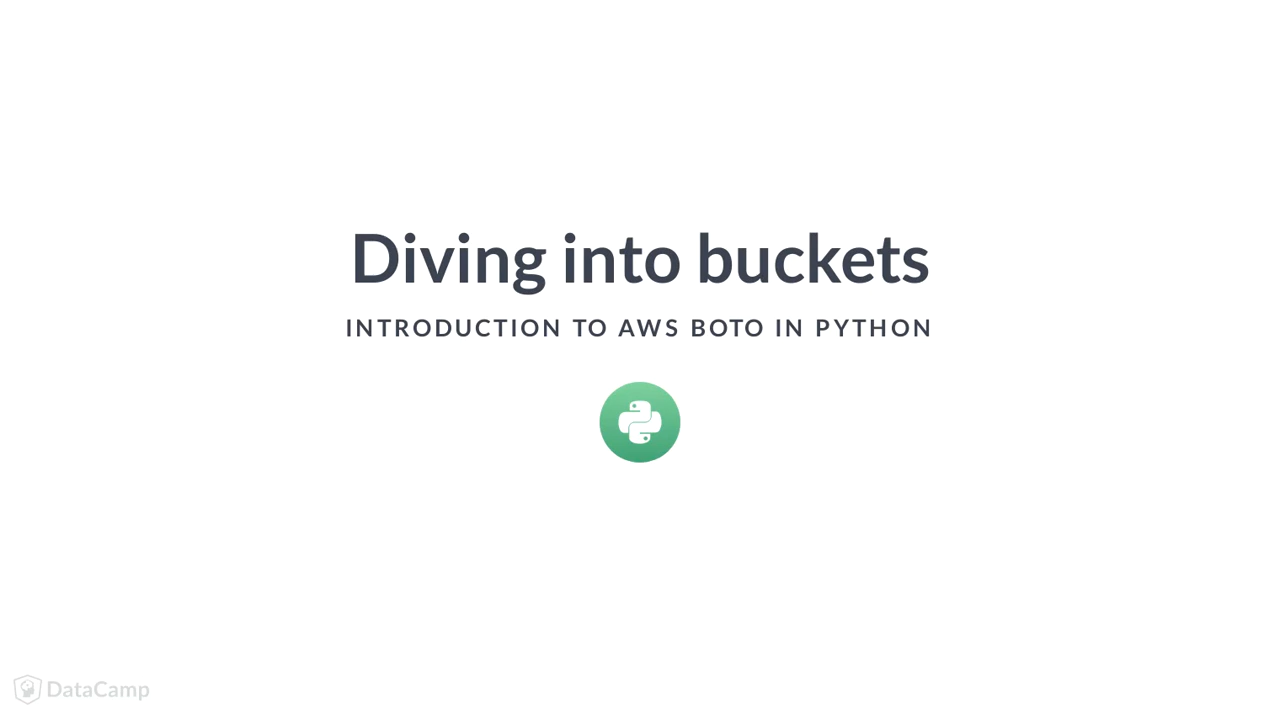 Diving into buckets
INTRODUCTION TO AWS BOTO IN PYTHON
DataCamp